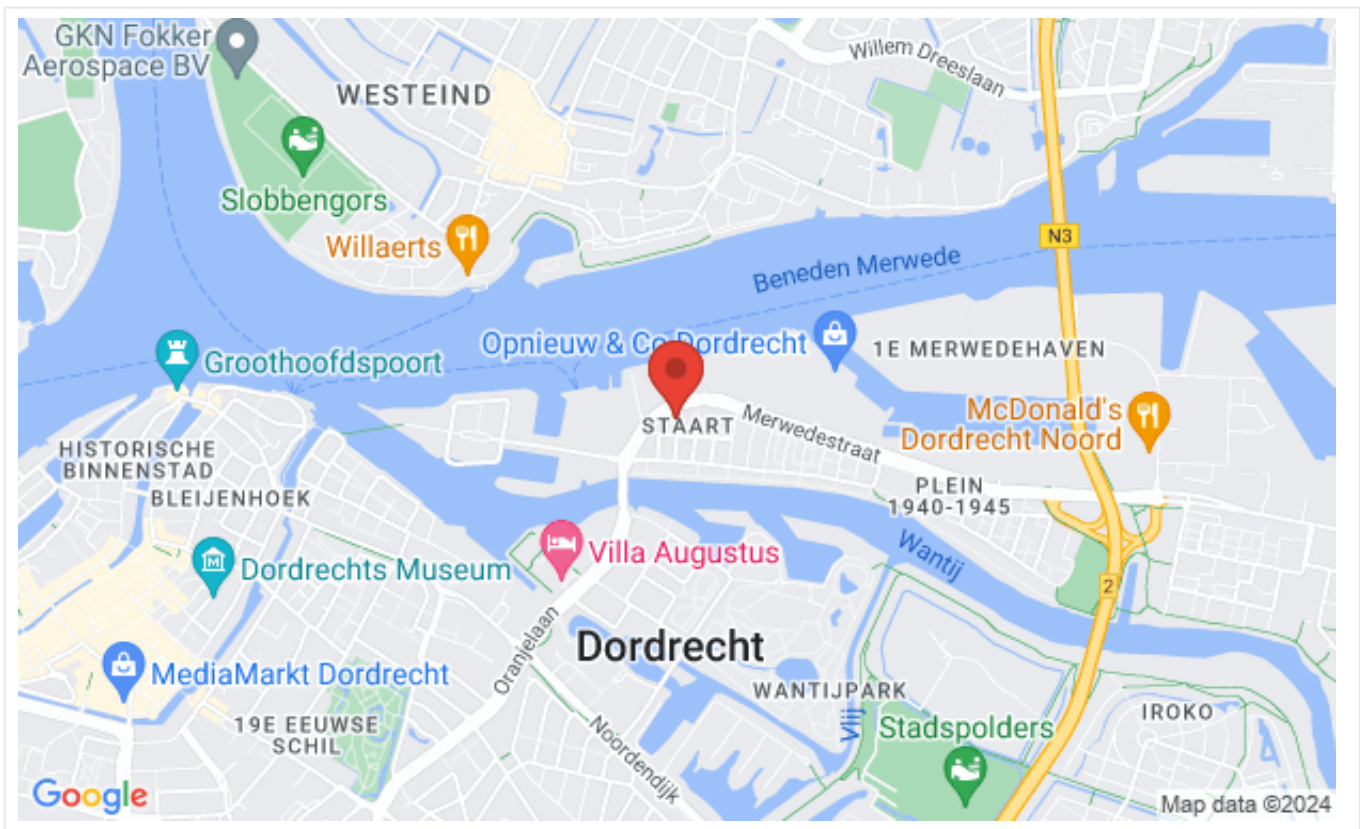 GKN Fokker
Aerospace BV
WESTEIND
Willem Dreeslaan
Slobbengors
Willaerts
N3
Beneden Merwede
Opnieuw & Co Dordrecht
1E MERWEDEHAVEN
Groothoofdspoort
McDonald's
Dordrecht Noord
STAART
Merwedestraat
HISTORISCHE
BINNENSTAD
BLEIJENHOEK
PLEIN
1940-1945
Villa Augustus
Wantij
Dordrechts Museum
2
Oranjelaan
Dordrecht
MediaMarkt Dordrecht
WANTIJPARK
Vlij
IROKO
19E EEUWSE
SCHIL
Stadspolders
Noordendijk
Google
Map data ©2024